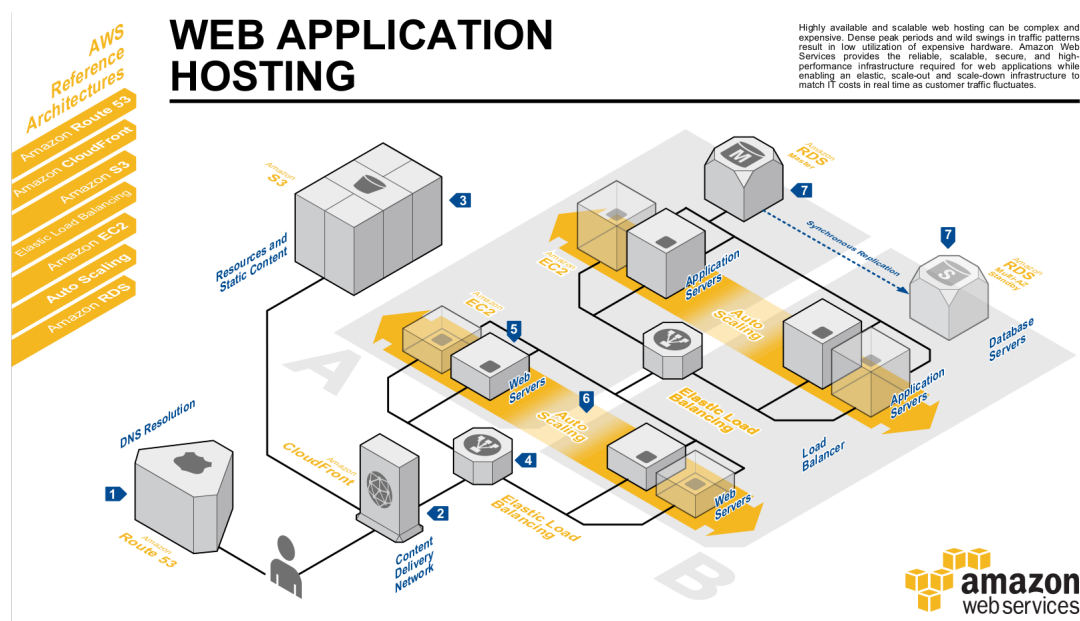 AWS
Reference
Architectures
Amazon Route 53
Amazon CloudFront
Amazon S3
Elastic Load Balancing
Amazon EC2
Auto Scaling
Amazon RDS
WEB APPLICATION
HOSTING
Highly available and scalable web hosting can be complex and
expensive. Dense peak periods and wild swings in traffic patterns
result in low utilization of expensive hardware. Amazon Web
Services provides the reliable, scalable, secure, and high-
performance infrastructure required for web applications while
enabling an elastic, scale-out and scale-down infrastructure to
match IT costs in real time as customer traffic fluctuates.
Amazon
S3
3
Resources and
Static Content
M
Amazon
RDS
Master
7
Synchronous Replication
7
S
Amazon
RDS
Multi-AZ
Standby
Database
Servers
Amazon
EC2
Application
Servers
Auto
Scaling
Application
Servers
Amazon
EC2
5
Web
Servers
6
Auto
Scaling
Elastic Load
Balancing
Load
Balancer
A
DNS Resolution
1
Amazon
Route 53
Amazon
CloudFront
2
Content
Delivery
Network
4
Elastic Load
Balancing
Web
Servers
B
amazon
web services